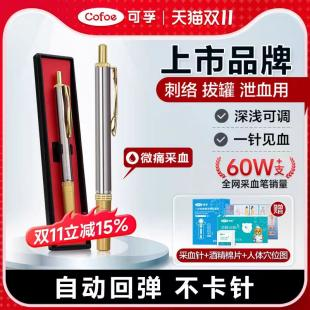 Cofoe 可孚 天猫双11
上市品牌
刺络 拔罐 泄血用
深浅可调
一针见血
60W+支
全网采血笔销量
微痛采血
赠
双11立减15%
采血针+酒精棉片+人体穴位图
自动回弹 不卡针